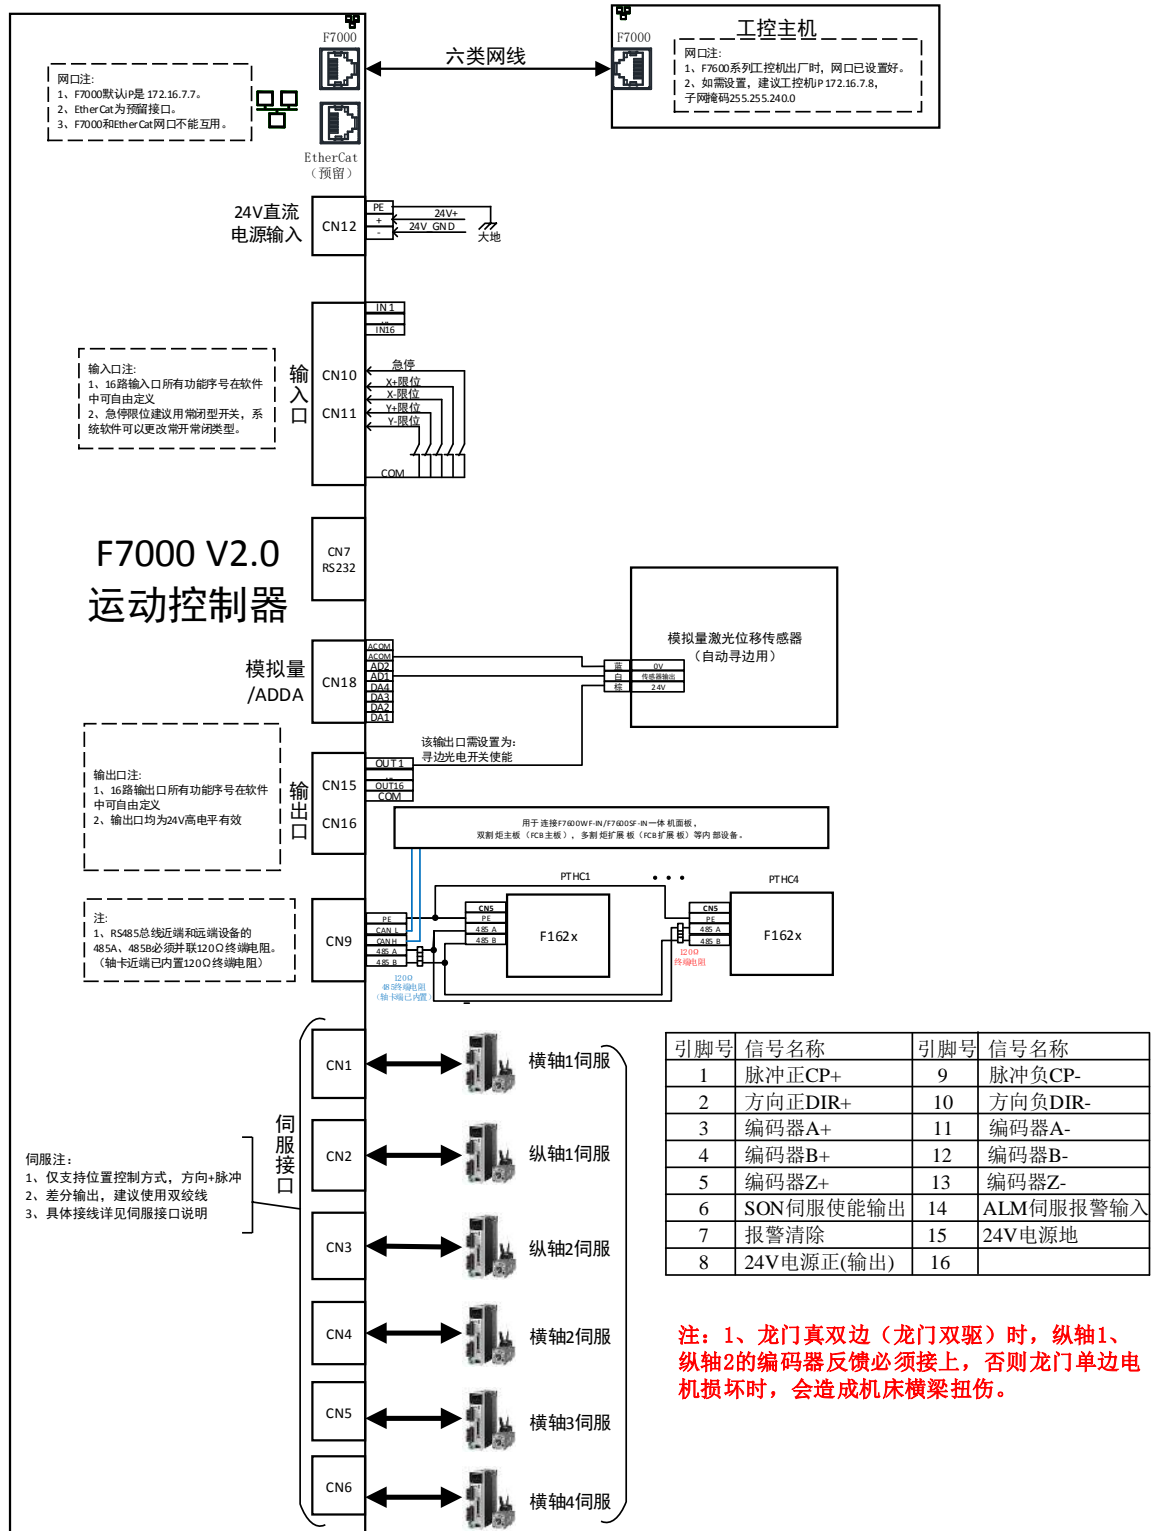 F7000
六类网线
F7000
工控主机
网口注:
1、F7600系列工控机出厂时，网口已设置好。
2、如需设置，建议工控机IP 172.16.7.8，
子网掩码255.255.240.0
网口注:
1、F7000默认IP是 172.16.7.7。
2、EtherCat为预留接口。
3、F7000和EtherCat网口不能互用。
EtherCat
（预留）
24V直流
电源输入
CN12
PE
+
-
24V+
24V_GND
大地
IN 1
IN16
输入口注:
1、16路输入口所有功能序号在软件
中可自由定义
2、急停限位建议用常闭型开关，系
统软件可以更改常开常闭类型。
输入口
CN10
CN11
急停
X+限位
X-限位
Y+限位
Y-限位
COM
F7000 V2.0
运动控制器
CN7
RS232
模拟量
/ADDA
CN18
ACOM
ACOM
AD2
AD1
DA4
DA3
DA2
DA1
模拟量激光位移传感器
（自动寻边用）
蓝 0V
白 传感器输出
棕 24V
该输出口需设置为:
寻边光电开关使能
输出口注:
1、16路输出口所有功能序号在软件
中可自由定义
2、输出口均为24V高电平有效
输出口
CN15
CN16
OUT1
OUT16
COM
用于连接F7600WF-IN/F7600SF-IN一体机面板，
双割炬主板（FCB主板），多割炬扩展板（FCB扩展板）等内部设备。
注:
1、RS485总线近端和远端设备的
485A、485B必须并联120Ω终端电阻。
（轴卡近端已内置120Ω终端电阻）
CN9
PE
CAN L
CAN H
485 A
485 B
120Ω
485终端电阻
（轴卡端已内置）
PTHC1
CN5
PE
485 A
485 B
F162x
• • •
PTHC4
CN5
PE
485 A
485 B
F162x
120Ω
终端电阻
伺服注:
1、仅支持位置控制方式，方向+脉冲
2、差分输出，建议使用双绞线
3、具体接线详见伺服接口说明
伺服接口
CN1 横轴1伺服
CN2 纵轴1伺服
CN3 纵轴2伺服
CN4 横轴2伺服
CN5 横轴3伺服
CN6 横轴4伺服
引脚号 信号名称 引脚号 信号名称
1 脉冲正CP+ 9 脉冲负CP-
2 方向正DIR+ 10 方向负DIR-
3 编码器A+ 11 编码器A-
4 编码器B+ 12 编码器B-
5 编码器Z+ 13 编码器Z-
6 SON伺服使能输出 14 ALM伺服报警输入
7 报警清除 15 24V电源地
8 24V电源正(输出) 16
注：1、龙门真双边（龙门双驱）时，纵轴1、
纵轴2的编码器反馈必须接上，否则龙门单边电
机损坏时，会造成机床横梁扭伤。